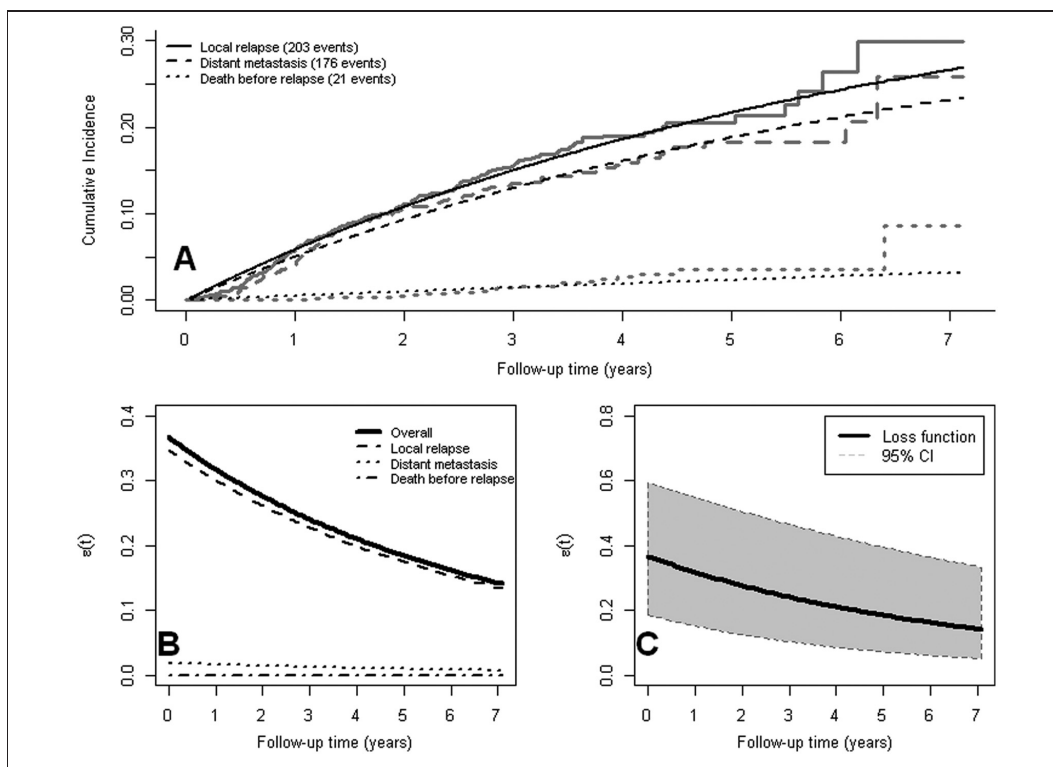 Local relapse (203 events)
Distant metastasis (176 events)
Death before relapse (21 events)
Cumulative Incidence
0.00 0.10 0.20 0.30
A
0 1 2 3 4 5 6 7
Follow-up time (years)
Overall
Local relapse
Distant metastasis
Death before relapse
ε(t)
0.0 0.1 0.2 0.3 0.4
B
0 1 2 3 4 5 6 7
Follow-up time (years)
Loss function
95% CI
ε(t)
0.0 0.2 0.4 0.6 0.8
C
0 1 2 3 4 5 6 7
Follow-up time (years)